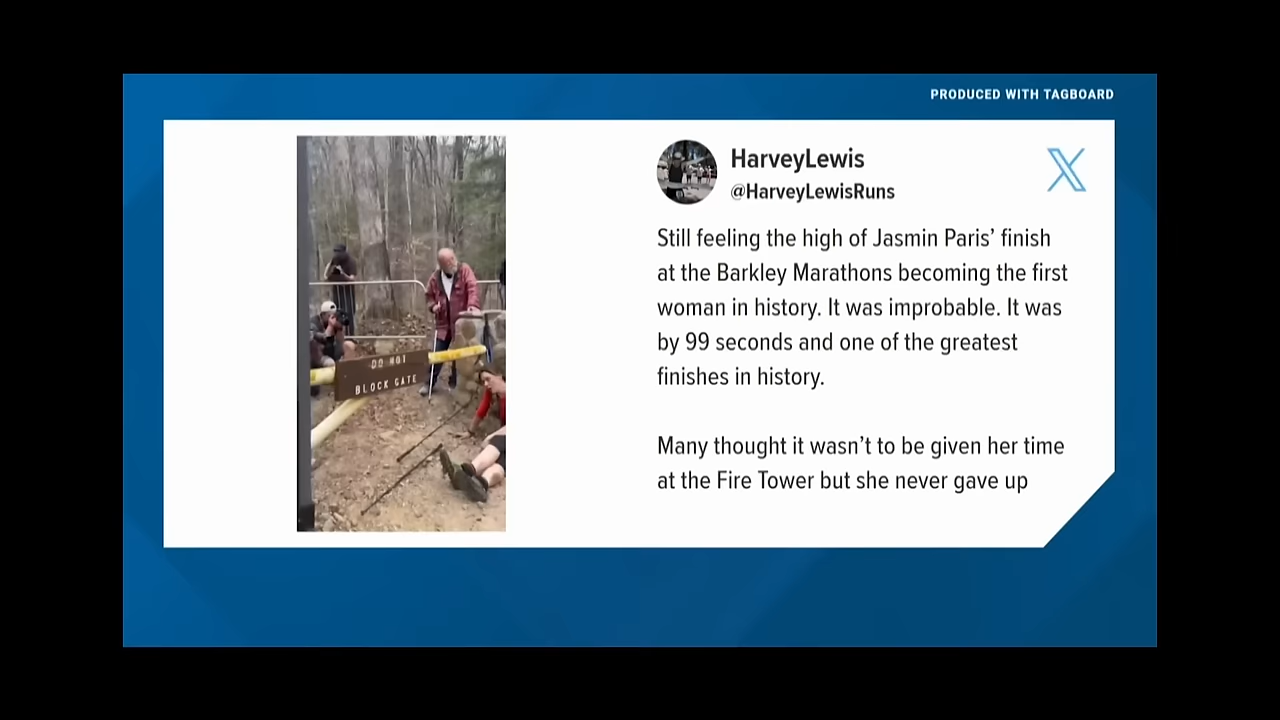 PRODUCED WITH TAGBOARD
HarveyLewis
@HarveyLewisRuns
Still feeling the high of Jasmin Paris’ finish
at the Barkley Marathons becoming the first
woman in history. It was improbable. It was
by 99 seconds and one of the greatest
finishes in history.
Many thought it wasn’t to be given her time
at the Fire Tower but she never gave up
DO NOT
BLOCK GATE